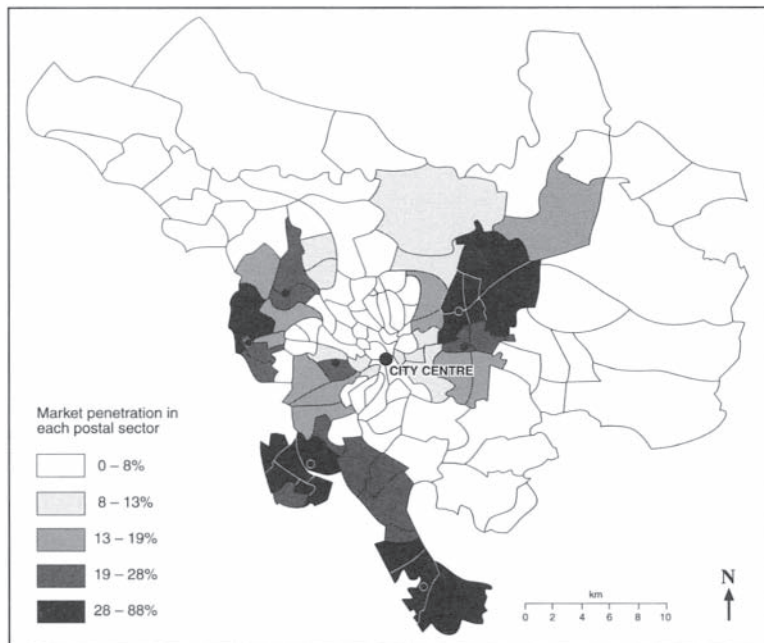 CITY CENTRE
Market penetration in
each postal sector
0 – 8%
8 – 13%
13 – 19%
19 – 28%
28 – 88%
N
km
0 2 4 6 8 10